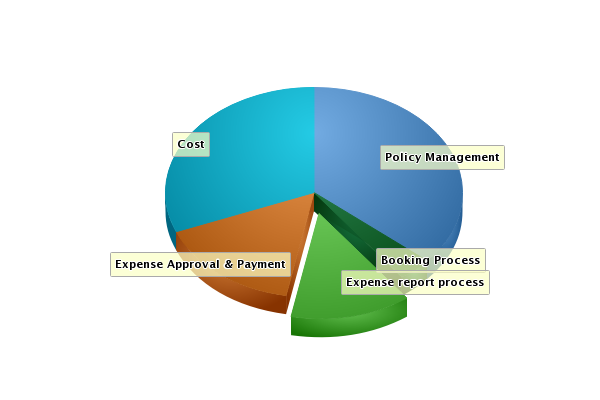 Cost
Policy Management
Booking Process
Expense Approval & Payment
Expense report process